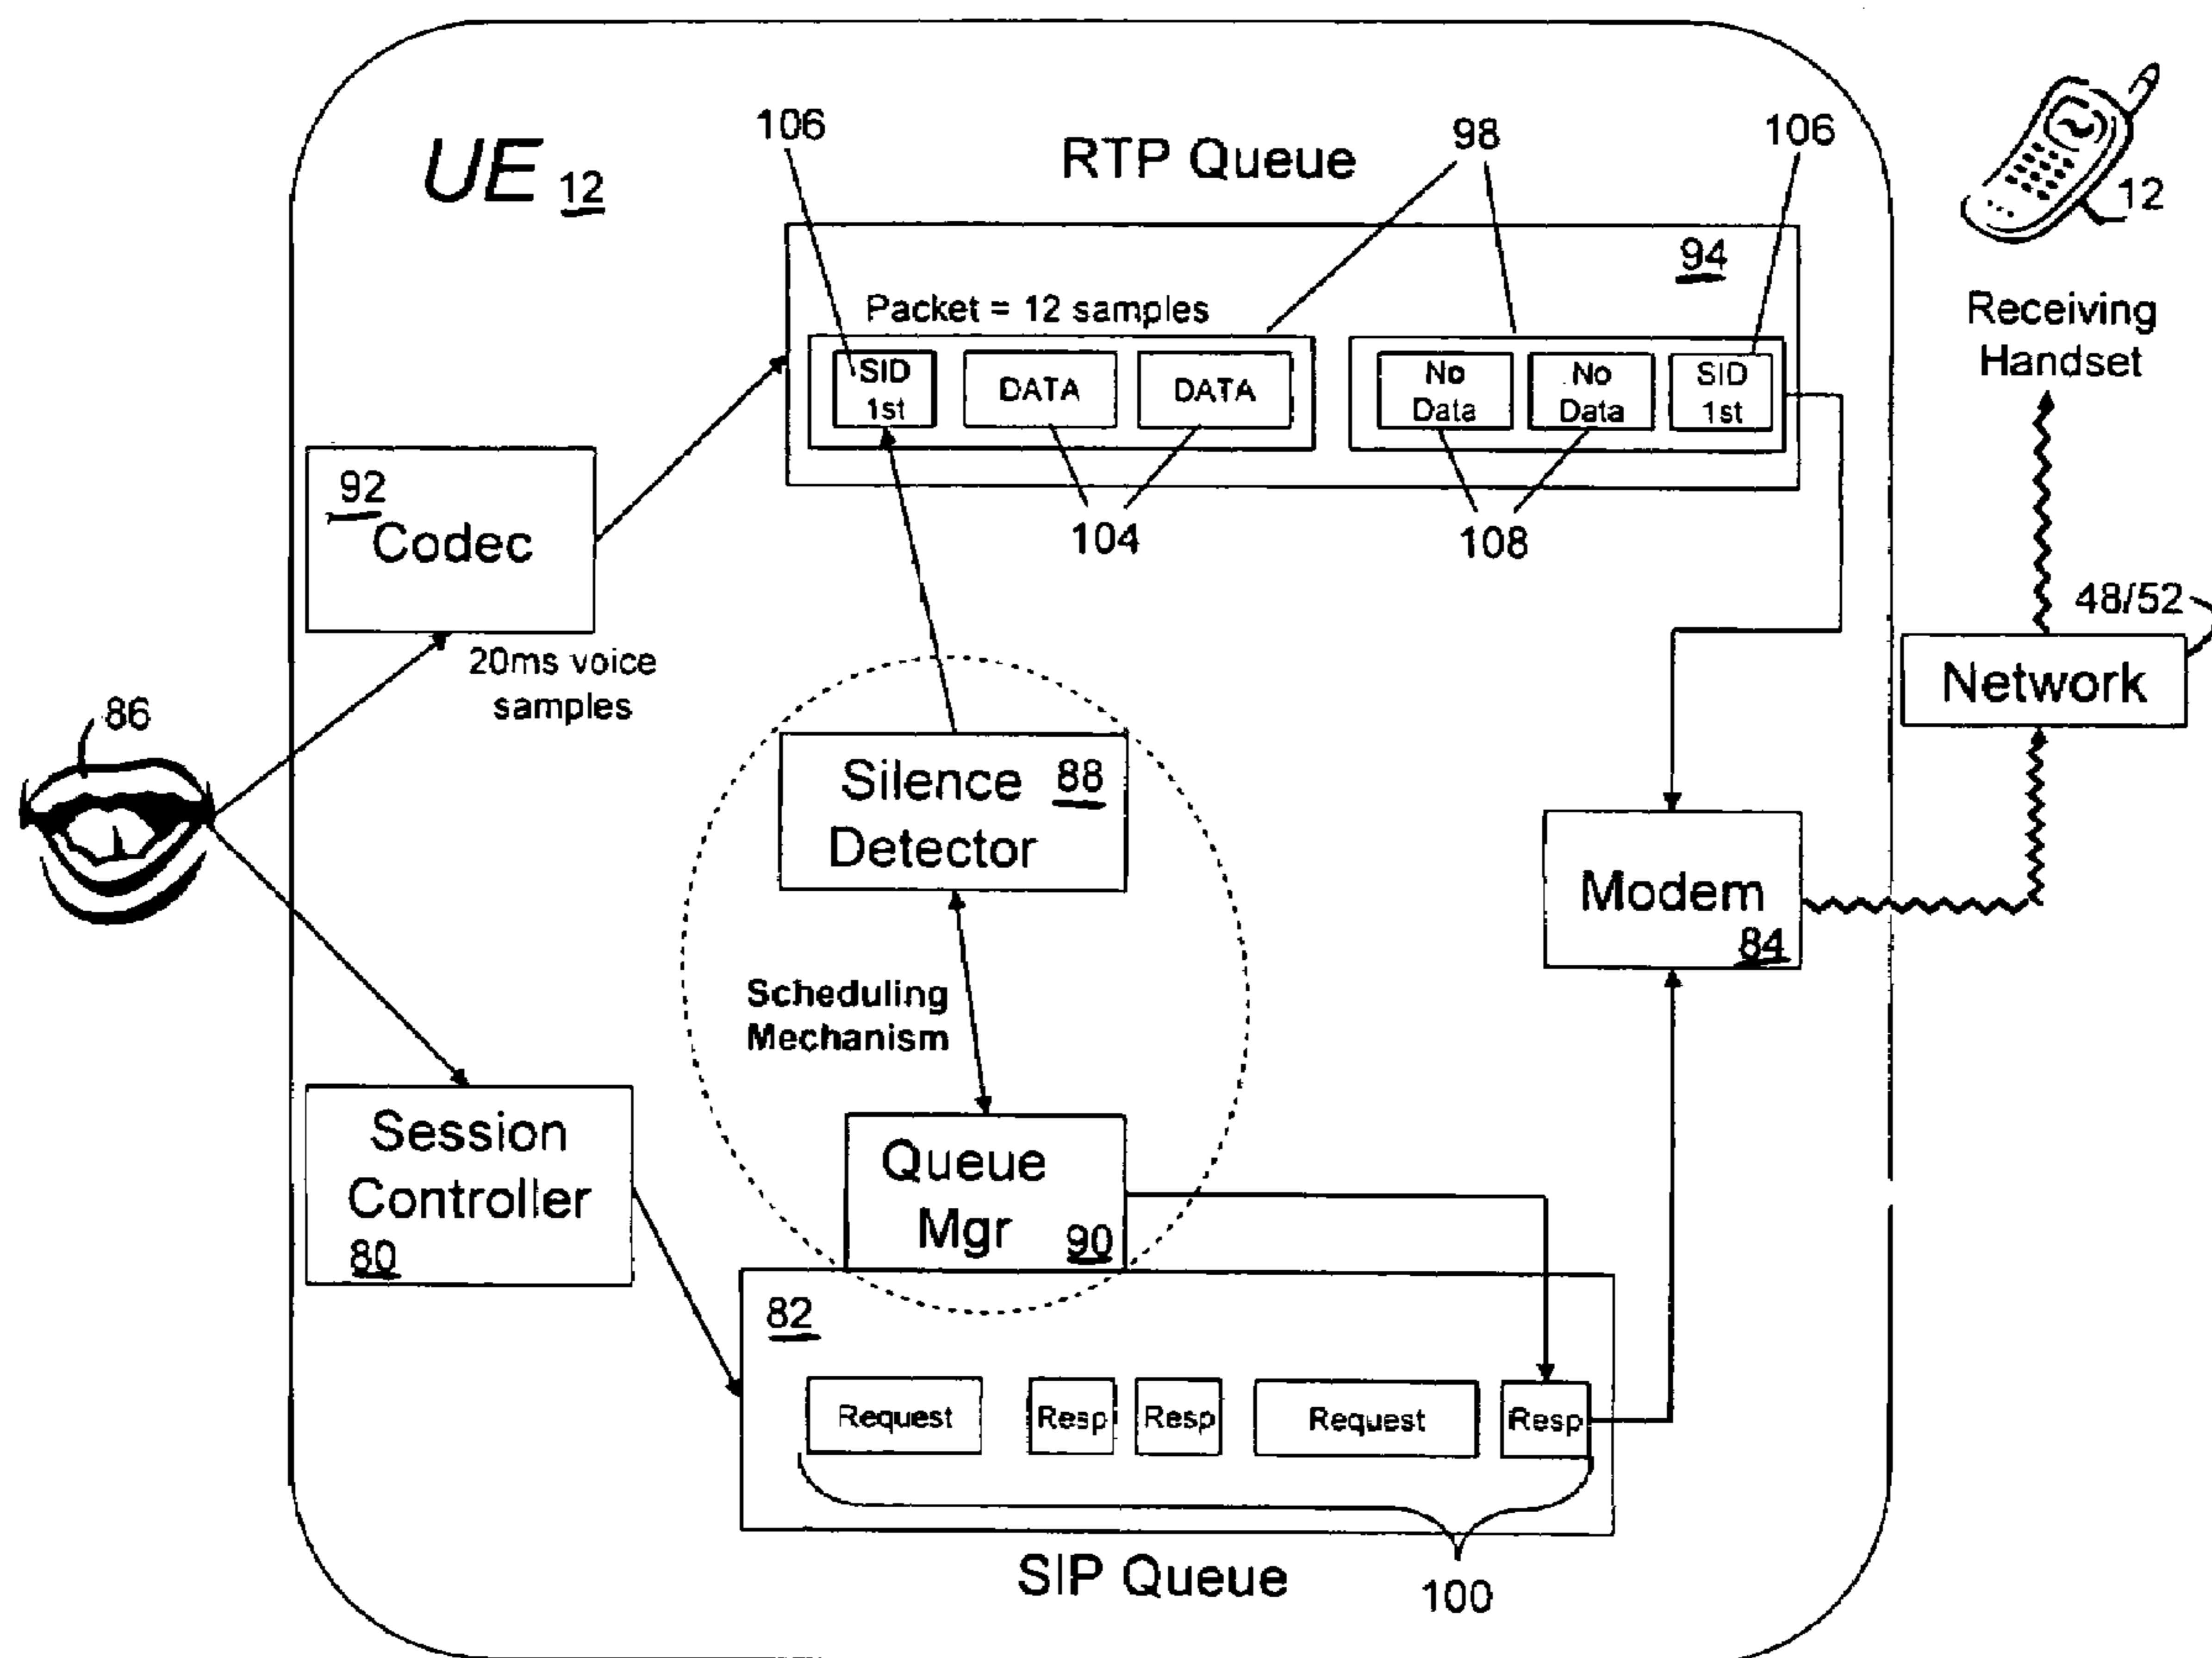 106
98
106
UE 12
RTP Queue
12
94
Receiving
Handset
Packet = 12 samples
SID
1st
DATA
DATA
No
Data
No
Data
SID
1st
92
Codec
104
108
20ms voice
samples
48/52
Network
86
Silence 88
Detector
Modem
84
Scheduling
Mechanism
Session
Controller
80
Queue
Mgr 90
82
Request
Resp
Resp
Request
Resp
SIP Queue
100